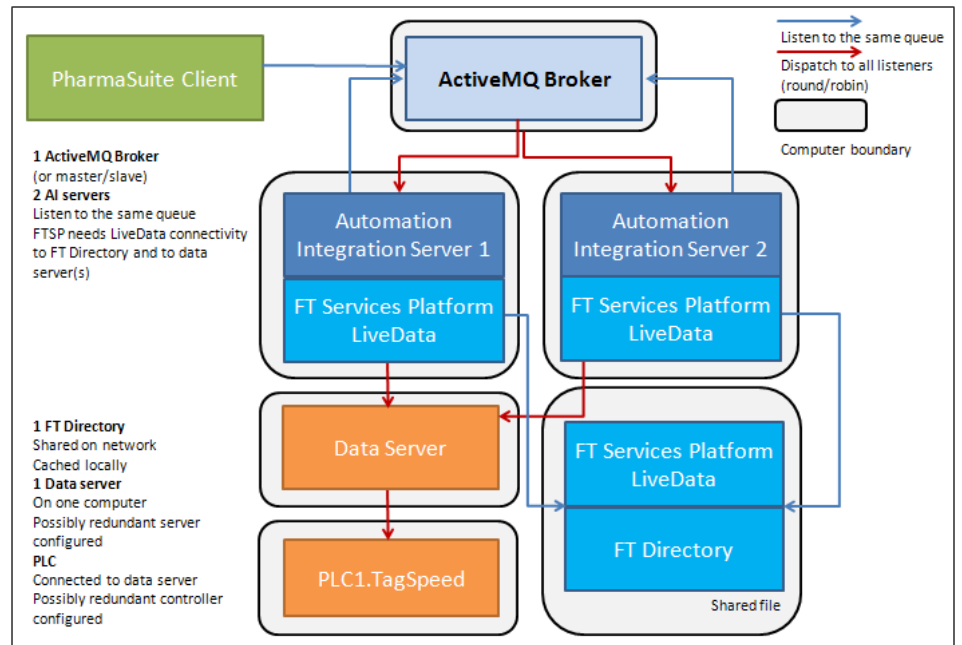 PharmaSuite Client
ActiveMQ Broker
Listen to the same queue
Dispatch to all listeners
(round/robin)
Computer boundary
1 ActiveMQ Broker
(or master/slave)
2 AI servers
Listen to the same queue
FTSP needs LiveData connectivity
to FT Directory and to data
server(s)
Automation
Integration Server 1
FT Services Platform
LiveData
Automation
Integration Server 2
FT Services Platform
LiveData
1 FT Directory
Shared on network
Cached locally
1 Data server
On one computer
Possibly redundant server
configured
PLC
Connected to data server
Possibly redundant controller
configured
Data Server
PLC1.TagSpeed
FT Services Platform
LiveData
FT Directory
Shared file